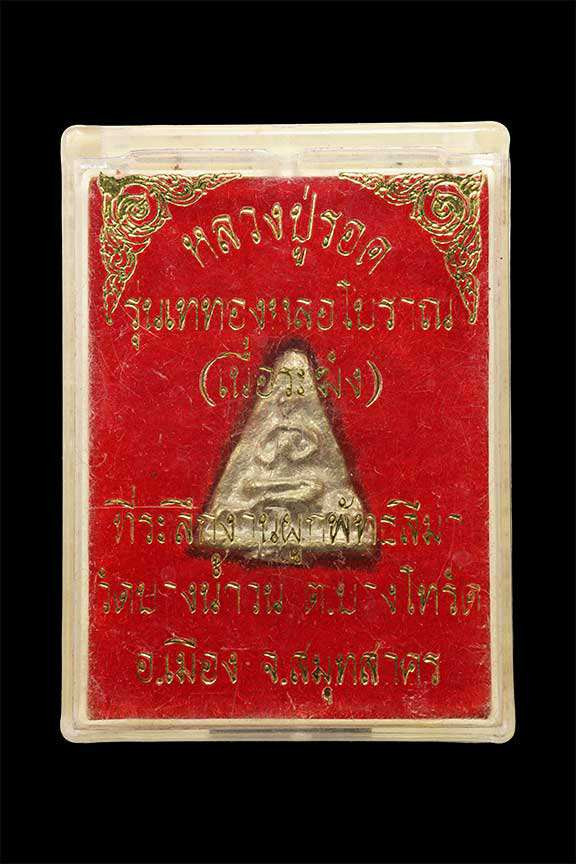 หลวงปู่รอด
รุ่นเททองหล่อโบราณ
(เนื้อระฆัง)
ที่ระลึกงานผูกพัทธสีมา
วัดบางน้ำวน ต.บางโทรัด
อ.เมือง จ.สมุทสาคร